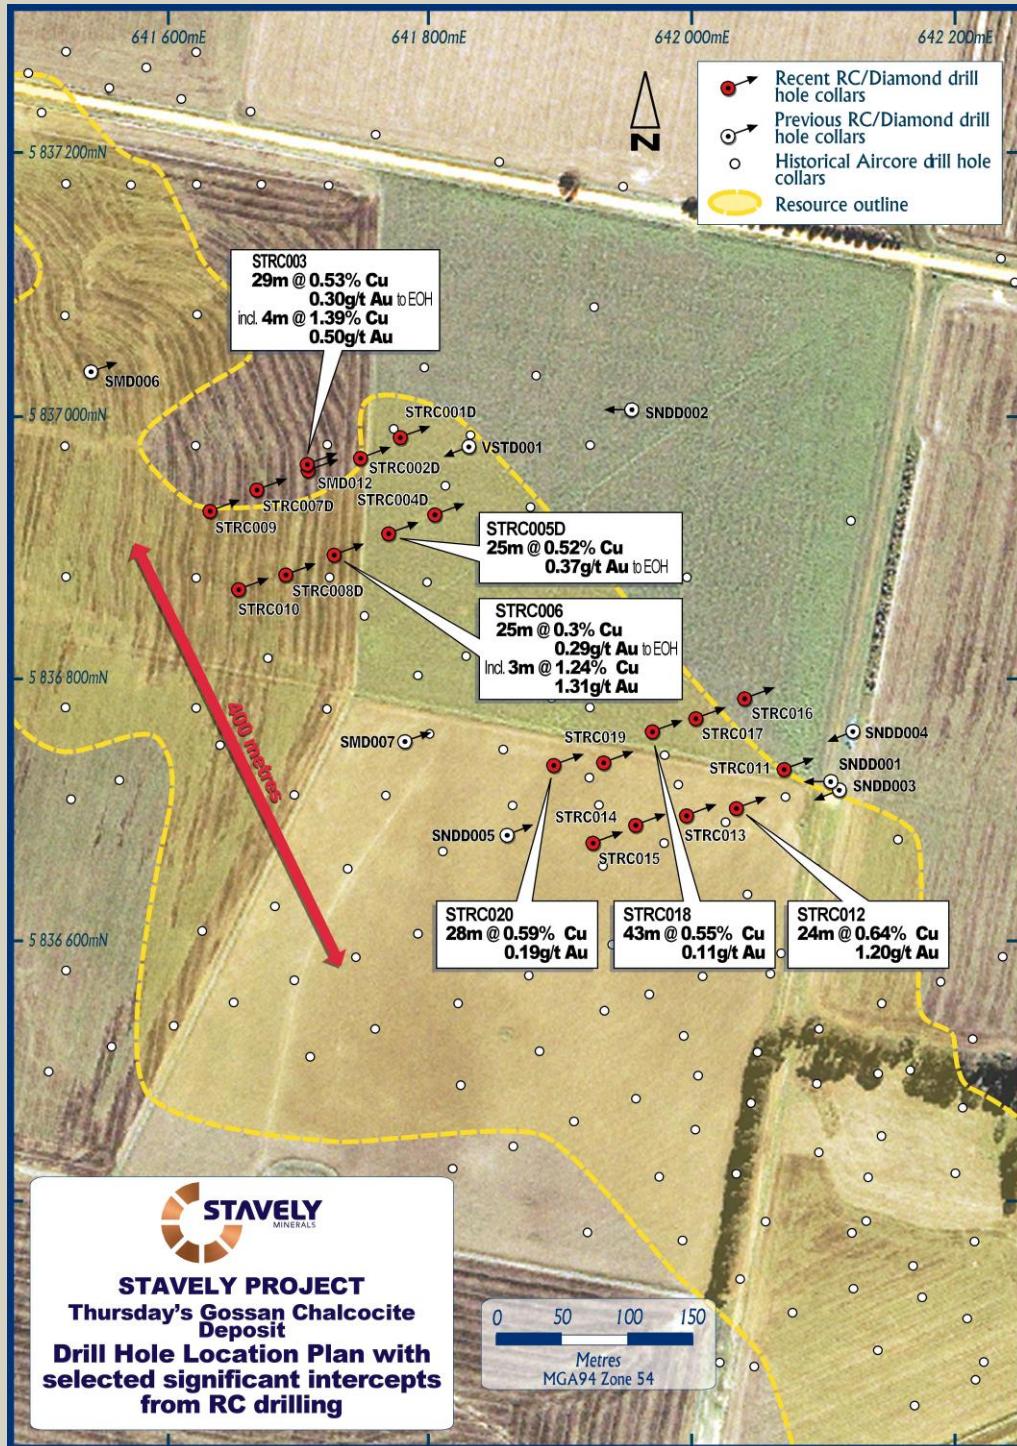 641 600mE
641 800mE
642 000mE
642 200mE
N
Recent RC/Diamond drill
hole collars
Previous RC/Diamond drill
hole collars
Historical Aircore drill hole
collars
Resource outline
5 837 200mN
STRC003
29m @ 0.53% Cu
0.30g/t Au to EOH
incl. 4m @ 1.39% Cu
0.50g/t Au
SMD006
5 837 000mN
STRC001D
SNDD002
VSTD001
STRC002D
SMD012
STRC007D
STRC004D
STRC009
STRC005D
25m @ 0.52% Cu
0.37g/t Au to EOH
STRC008D
STRC010
STRC006
25m @ 0.3% Cu
0.29g/t Au to EOH
Incl. 3m @ 1.24% Cu
1.31g/t Au
5 836 800mN
400 metres
STRC016
STRC017
SNDD004
SMD007
STRC019
STRC011
SNDD001
SNDD003
STRC014
STRC013
SNDD005
STRC015
STRC020
28m @ 0.59% Cu
0.19g/t Au
STRC018
43m @ 0.55% Cu
0.11g/t Au
STRC012
24m @ 0.64% Cu
1.20g/t Au
5 836 600mN
STAVELY
MINERALS
STAVELY PROJECT
Thursday's Gossan Chalcocite
Deposit
Drill Hole Location Plan with
selected significant intercepts
from RC drilling
0 50 100 150
Metres
MGA94 Zone 54